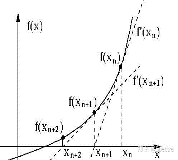 f(x)
f'(xₙ)
f(xₙ)
f'(xₙ₊₁)
f(xₙ₊₁)
f(xₙ₊₂)
xₙ₊₂ xₙ₊₁ xₙ x